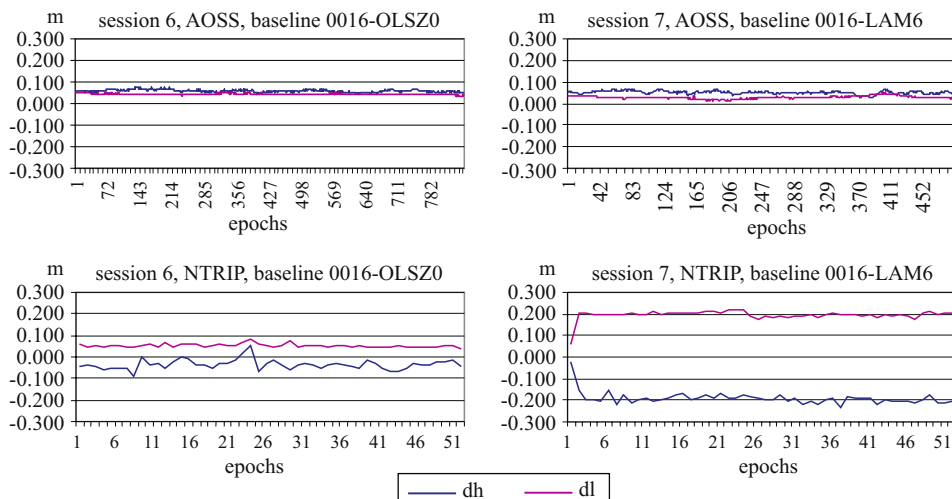 m session 6, AOSS, baseline 0016-OLSZ0
0.300
0.200
0.100
0.000
-0.100
-0.200
-0.300
1 72 143 214 285 356 427 498 569 640 711 782
epochs
m session 7, AOSS, baseline 0016-LAM6
0.300
0.200
0.100
0.000
-0.100
-0.200
-0.300
1 42 83 124 165 206 247 288 329 370 411 452
epochs
m session 6, NTRIP, baseline 0016-OLSZ0
0.300
0.200
0.100
0.000
-0.100
-0.200
-0.300
1 6 11 16 21 26 31 36 41 46 51
epochs
m session 7, NTRIP, baseline 0016-LAM6
0.300
0.200
0.100
0.000
-0.100
-0.200
-0.300
1 6 11 16 21 26 31 36 41 46 51
epochs
dh dl